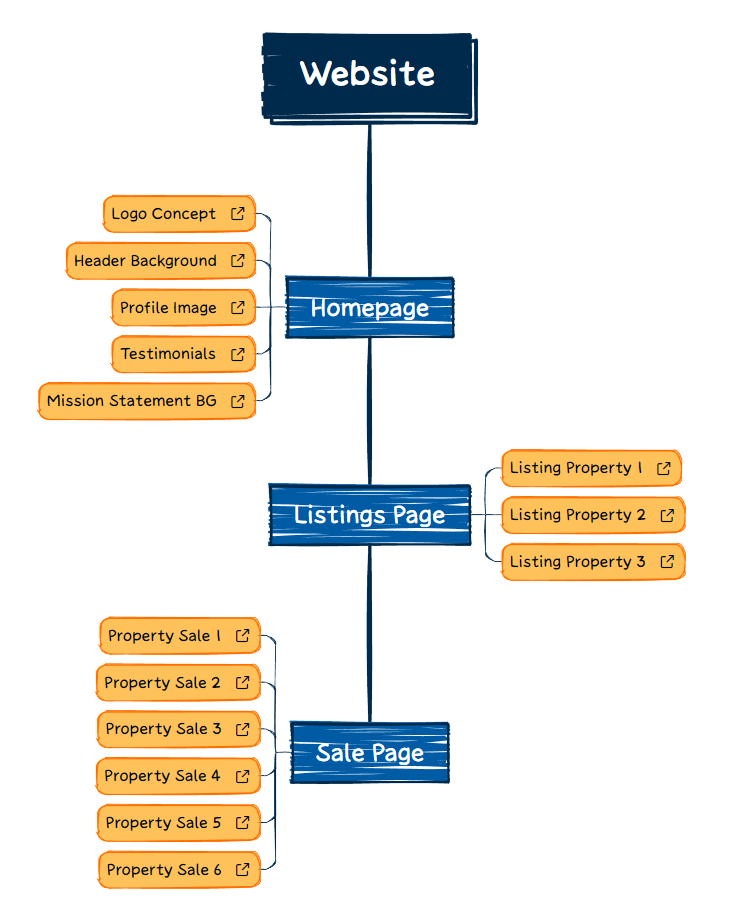 Website
Logo Concept
Header Background
Profile Image
Testimonials
Mission Statement BG
Homepage
Listings Page
Listing Property 1
Listing Property 2
Listing Property 3
Property Sale 1
Property Sale 2
Property Sale 3
Property Sale 4
Property Sale 5
Property Sale 6
Sale Page